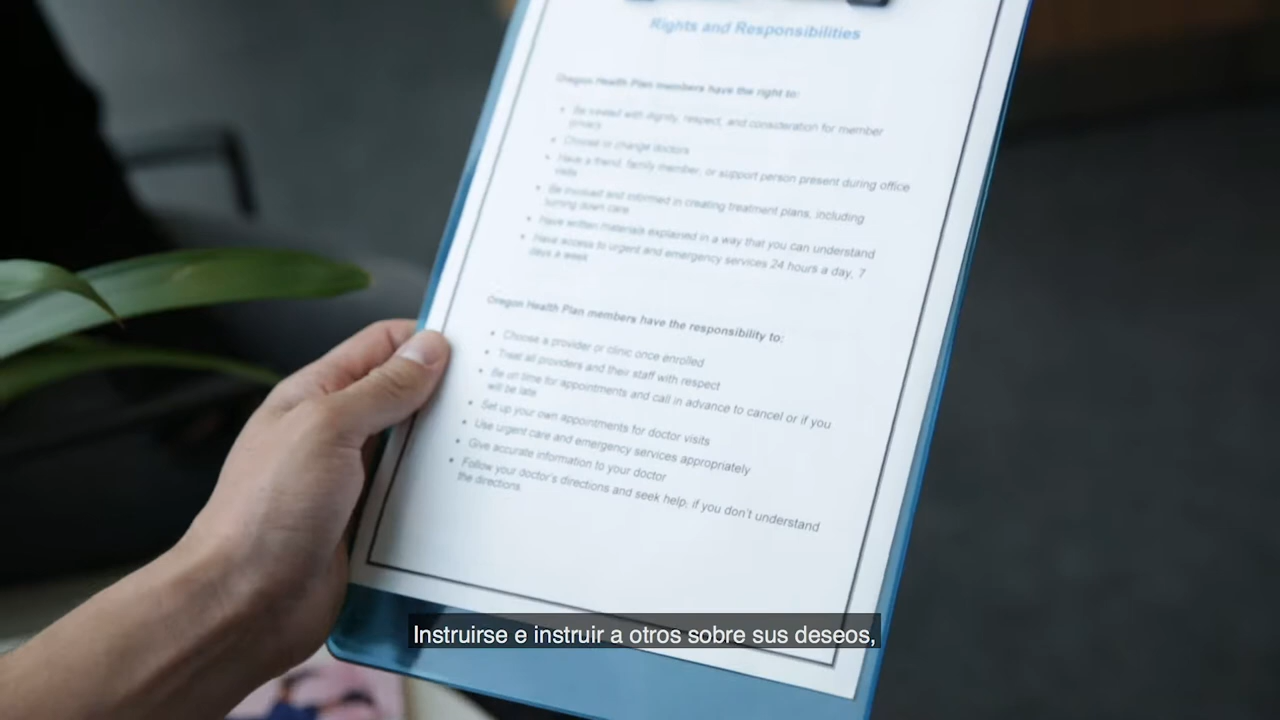 Rights and Responsibilities
Oregon Health Plan members have the right to:
• Be treated with dignity, respect, and consideration for member
privacy
• Choose or change doctors
• Have a friend, family member, or support person present during office
visits
• Be involved and informed in creating treatment plans, including
turning down care
• Have written materials explained in a way that you can understand
• Have access to urgent and emergency services 24 hours a day, 7
days a week
Oregon Health Plan members have the responsibility to:
• Choose a provider or clinic once enrolled
• Treat all providers and their staff with respect
• Be on time for appointments and call in advance to cancel or if you
will be late
• Set up your own appointments for doctor visits
• Use urgent care and emergency services appropriately
• Give accurate information to your doctor
• Follow your doctor's directions and seek help, if you don't understand
the directions
Instruirse e instruir a otros sobre sus deseos,